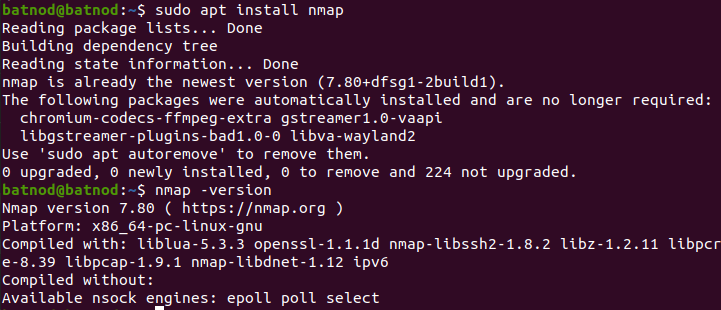 batnod@batnod:~$ sudo apt install nmap
Reading package lists... Done
Building dependency tree
Reading state information... Done
nmap is already the newest version (7.80+dfsg1-2build1).
The following packages were automatically installed and are no longer required:
  chromium-codecs-ffmpeg-extra gstreamer1.0-vaapi
  libgstreamer-plugins-bad1.0-0 libva-wayland2
Use 'sudo apt autoremove' to remove them.
0 upgraded, 0 newly installed, 0 to remove and 224 not upgraded.
batnod@batnod:~$ nmap -version
Nmap version 7.80 ( https://nmap.org )
Platform: x86_64-pc-linux-gnu
Compiled with: liblua-5.3.3 openssl-1.1.1d nmap-libssh2-1.8.2 libz-1.2.11 libpcr
e-8.39 libpcap-1.9.1 nmap-libdnet-1.12 ipv6
Compiled without:
Available nsock engines: epoll poll select